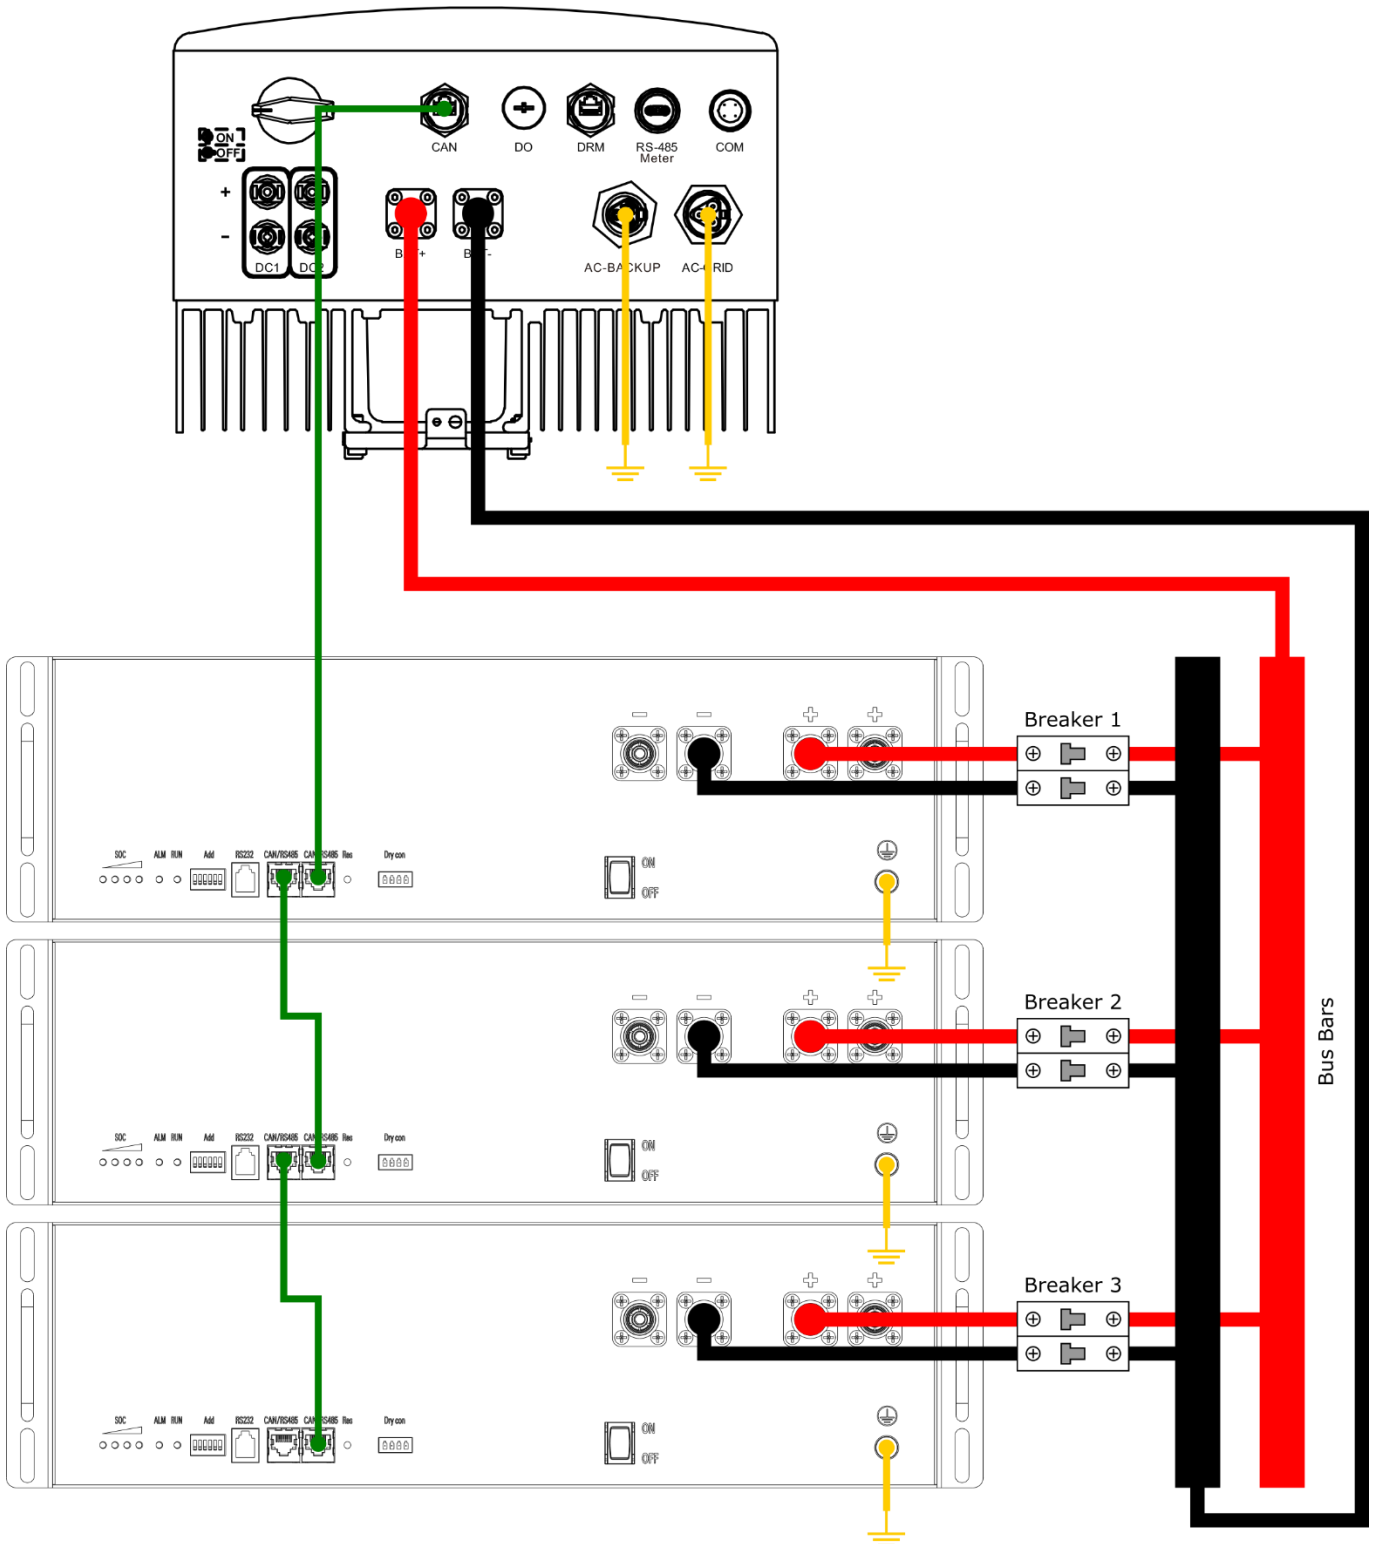 ON
OFF
CAN
DO
DRM
RS-485
Meter
COM
+
-
DC1
DC2
BAT+
BAT-
AC-BACKUP
AC-GRID
Breaker 1
SOC
ALM
RUN
Add
RS232
CAN/RS485
CAN/RS485
Res
Dry con
ON
OFF
Breaker 2
SOC
ALM
RUN
Add
RS232
CAN/RS485
CAN/RS485
Res
Dry con
ON
OFF
Bus Bars
Breaker 3
SOC
ALM
RUN
Add
RS232
CAN/RS485
CAN/RS485
Res
Dry con
ON
OFF